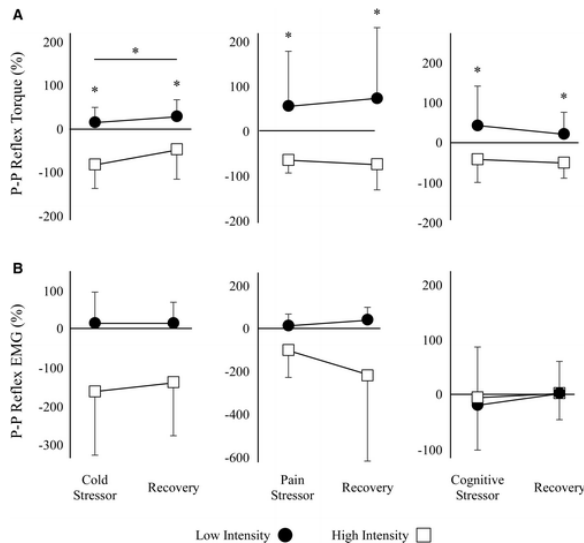 A
P-P Reflex Torque (%)
200
100
0
-100
-200
*
*
*
200
100
0
-100
-200
*
*
200
100
0
-100
-200
*
*
B
P-P Reflex EMG (%)
100
0
-100
-200
-300
200
0
-200
-400
-600
100
0
-100
Cold
Stressor
Recovery
Pain
Stressor
Recovery
Cognitive
Stressor
Recovery
Low Intensity
High Intensity